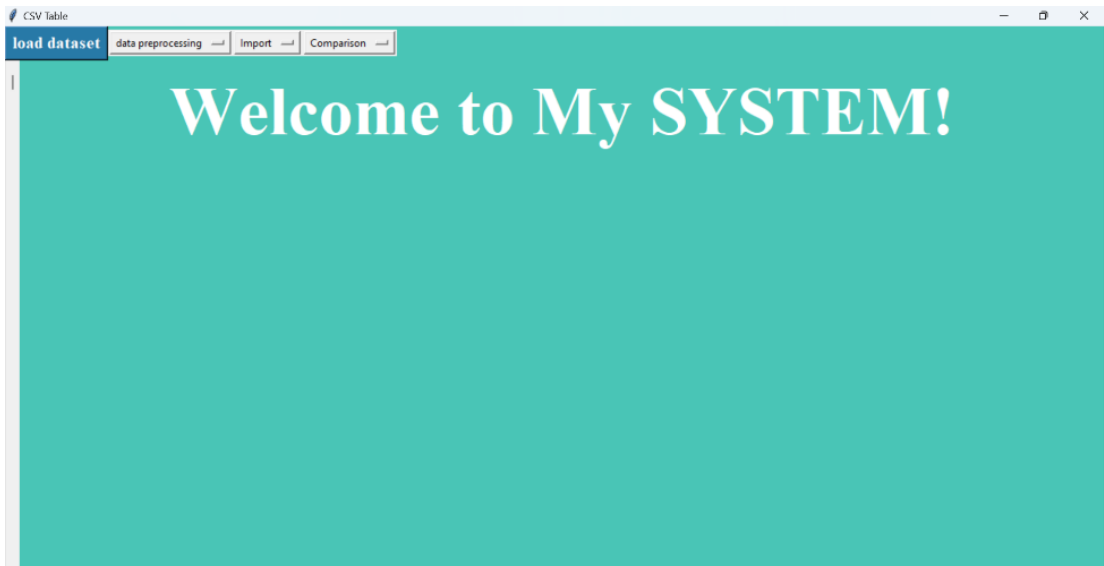 CSV Table
load dataset data preprocessing Import Comparison
Welcome to My SYSTEM!